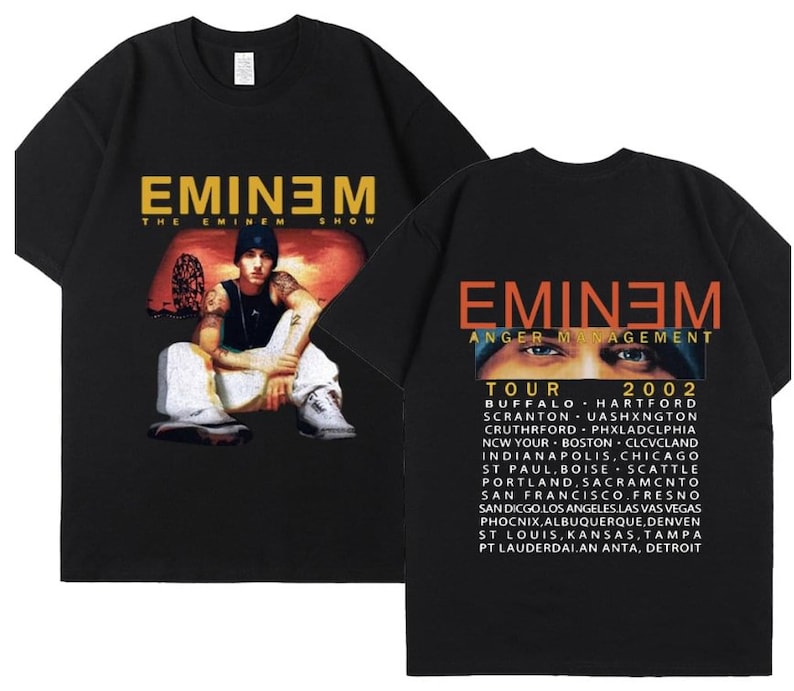 EMINƎM
THE EMINEM SHOW
EMINƎM
ANGER MANAGEMENT
TOUR 2002
BUFFALO · HARTFORD
SCRANTON · UASHXNGTON
CRUTHRFORD · PHXLADCLPHIA
NCW YOUR · BOSTON · CLCVCLAND
INDIANAPOLIS,CHICAGO
ST PAUL,BOISE · SCATTLE
PORTLAND,SACRAMCNTO
SAN FRANCISCO.FRESNO
SAN DICGO.LOS ANGELES.LAS VAS VEGAS
PHOCNIX,ALBUQUERQUE,DENVEN
ST LOUIS,KANSAS,TAMPA
PT LAUDERDAI.AN ANTA, DETROIT